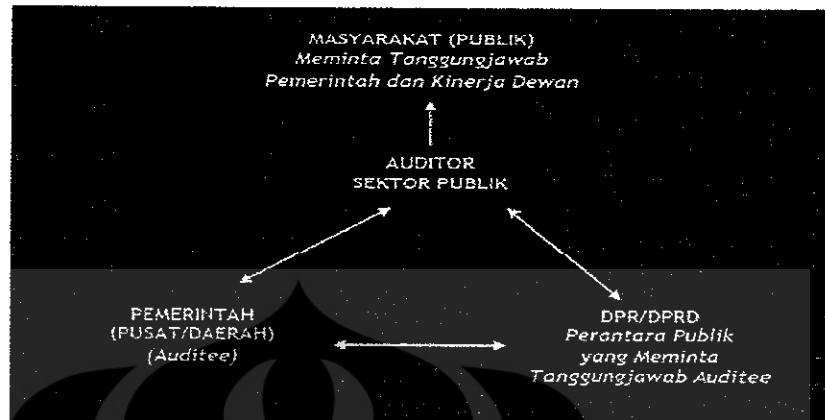 MASYARAKAT (PUBLIK)
Meminta Tanggungjawab
Pemerintah dan Kinerja Dewan
AUDITOR
SEKTOR PUBLIK
PEMERINTAH
(PUSAT/DAERAH)
(Auditee)
DPR/DPRD
Perantara Publik
yang Meminta
Tanggungjawab Auditee